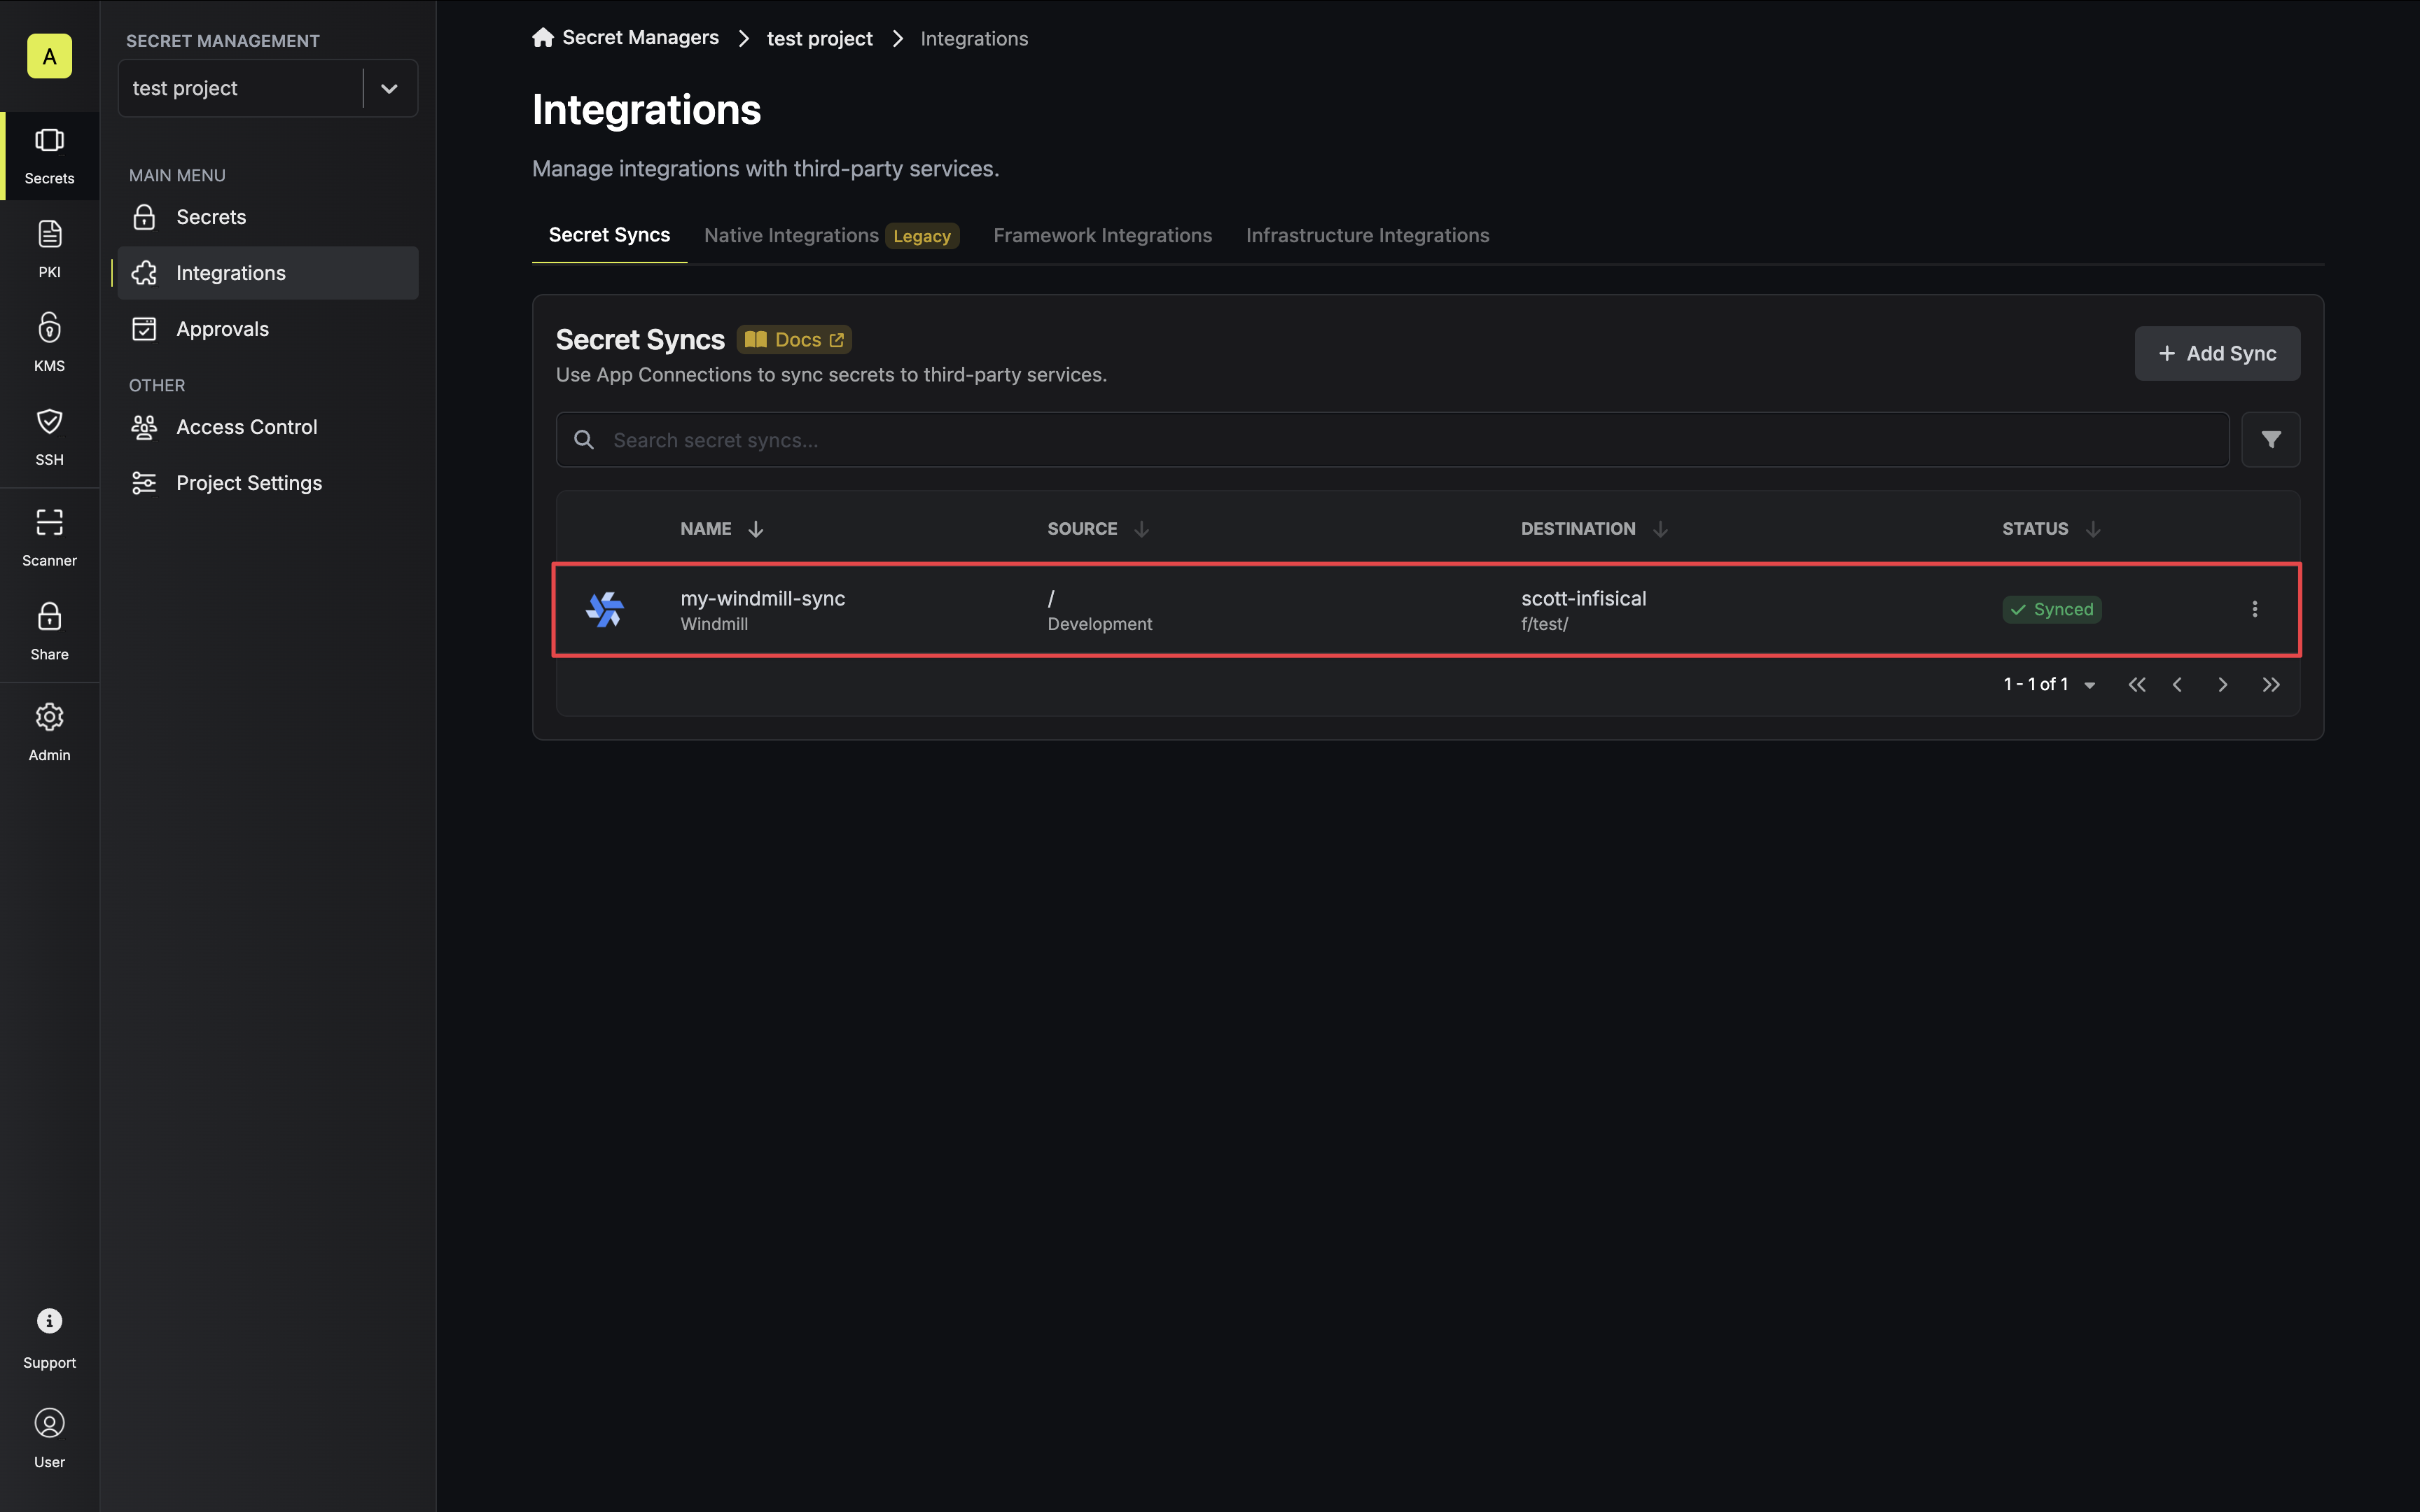 A
Secrets
PKI
KMS
SSH
Scanner
Share
Admin
Support
User
SECRET MANAGEMENT
test project
MAIN MENU
Secrets
Integrations
Approvals
OTHER
Access Control
Project Settings
Secret Managers > test project > Integrations
Integrations
Manage integrations with third-party services.
Secret Syncs Native Integrations Legacy Framework Integrations Infrastructure Integrations
Secret Syncs Docs
Use App Connections to sync secrets to third-party services.
+ Add Sync
Search secret syncs...
NAME SOURCE DESTINATION STATUS
my-windmill-sync / scott-infisical Synced
Windmill Development f/test/
1 - 1 of 1